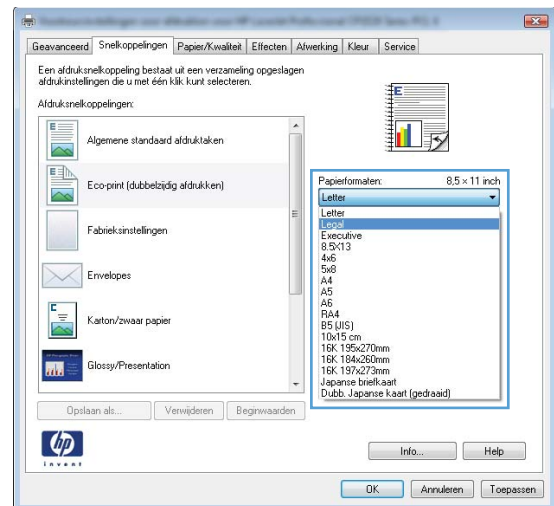 Geavanceerd Snelkoppelingen Papier/Kwaliteit Effecten Afwerking Kleur Service
Een afdruksnelkoppeling bestaat uit een verzameling opgeslagen
afdrukinstellingen die u met één klik kunt selecteren.
Afdruksnelkoppelingen:
Algemene standaard afdruktaken
Eco-print (dubbelzijdig afdrukken)
Fabrieksinstellingen
Envelopes
Karton/zwaar papier
Glossy/Presentation
Papierformaten: 8,5 × 11 inch
Letter
Letter
Legal
Executive
8.5X13
4x6
5x8
A4
A5
A6
RA4
B5 (JIS)
10x15 cm
16K 195x270mm
16K 184x260mm
16K 197x273mm
Japanse briefkaart
Dubb. Japanse kaart (gedraaid)
Opslaan als... Verwijderen Beginwaarden
hp
invent
Info... Help
OK Annuleren Toepassen